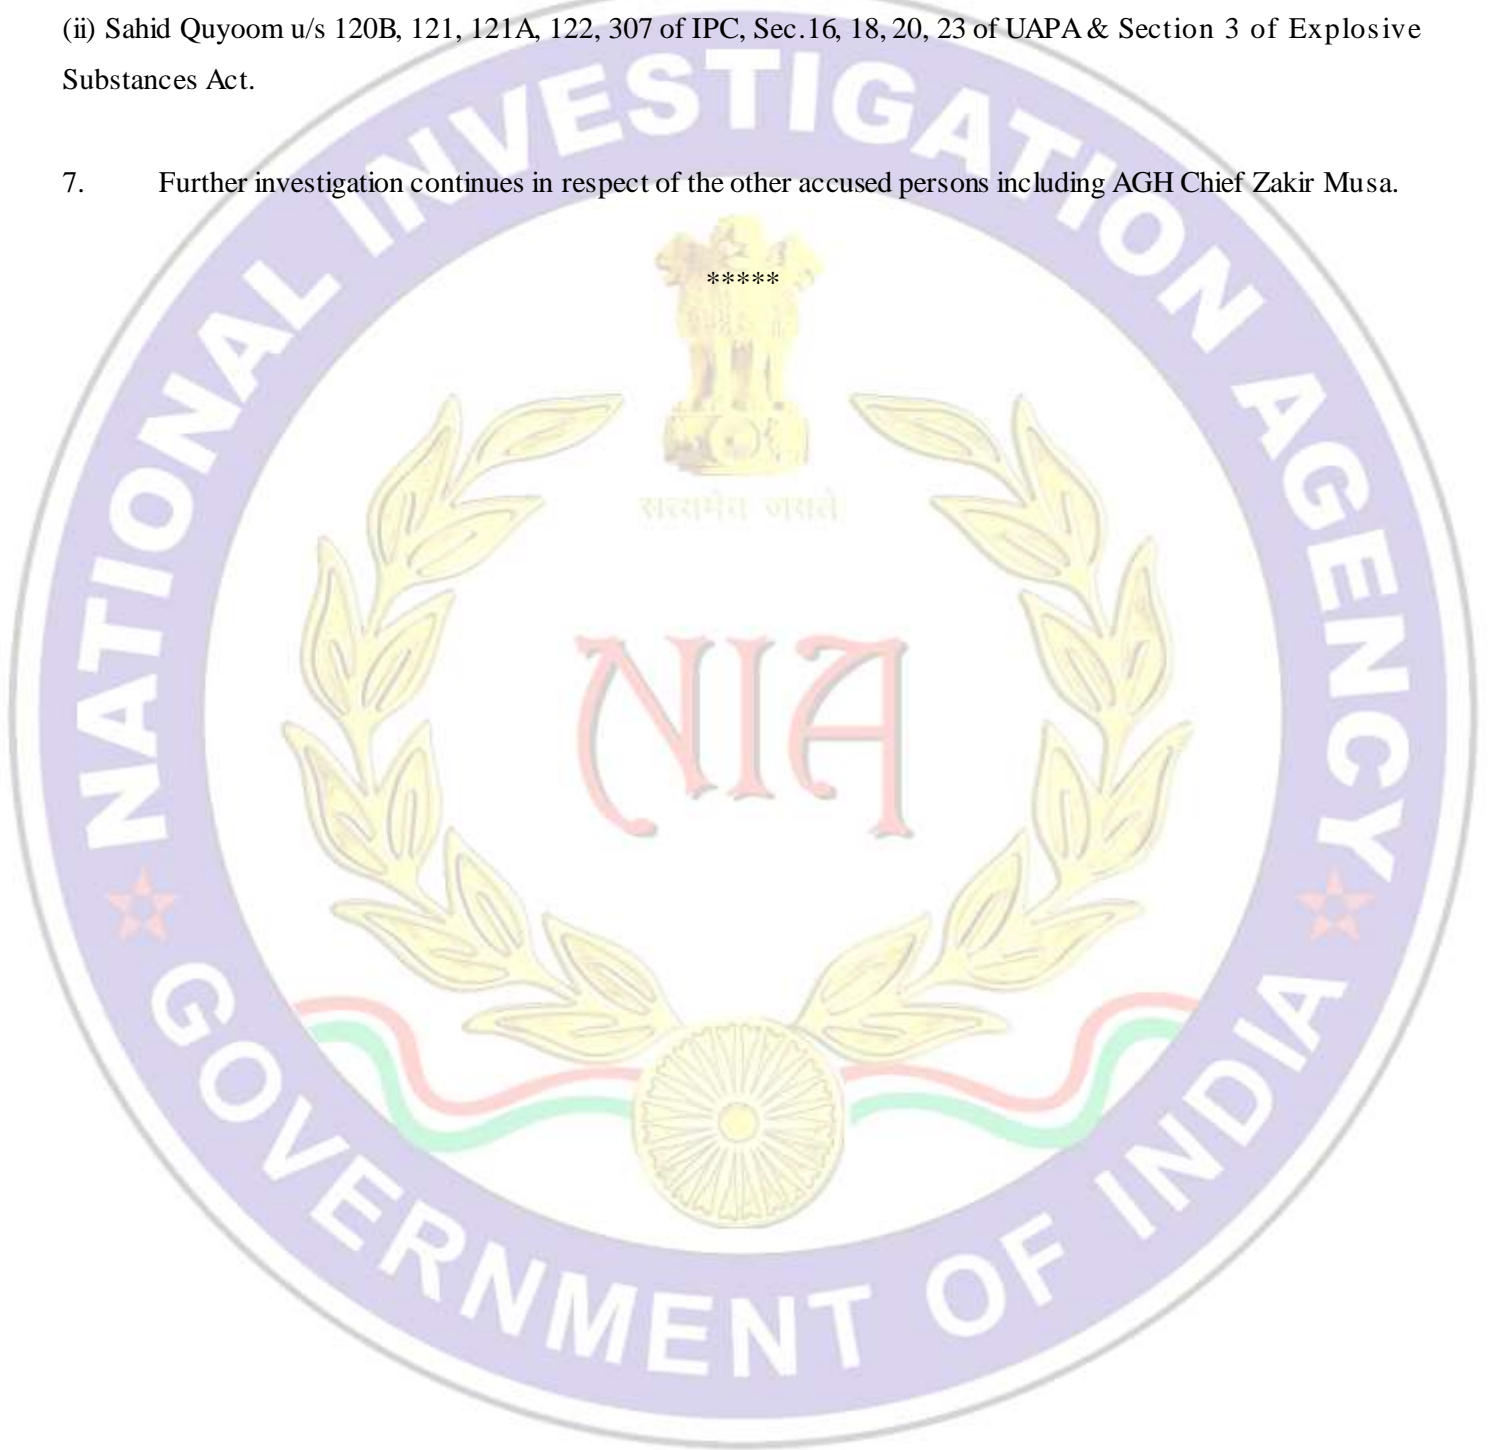 (ii) Sahid Quyoom u/s 120B, 121, 121A, 122, 307 of IPC, Sec.16, 18, 20, 23 of UAPA & Section 3 of Explosive
Substances Act.
7. Further investigation continues in respect of the other accused persons including AGH Chief Zakir Musa.
*****
NATIONAL INVESTIGATION AGENCY
सत्यमेव जयते
NIA
GOVERNMENT OF INDIA